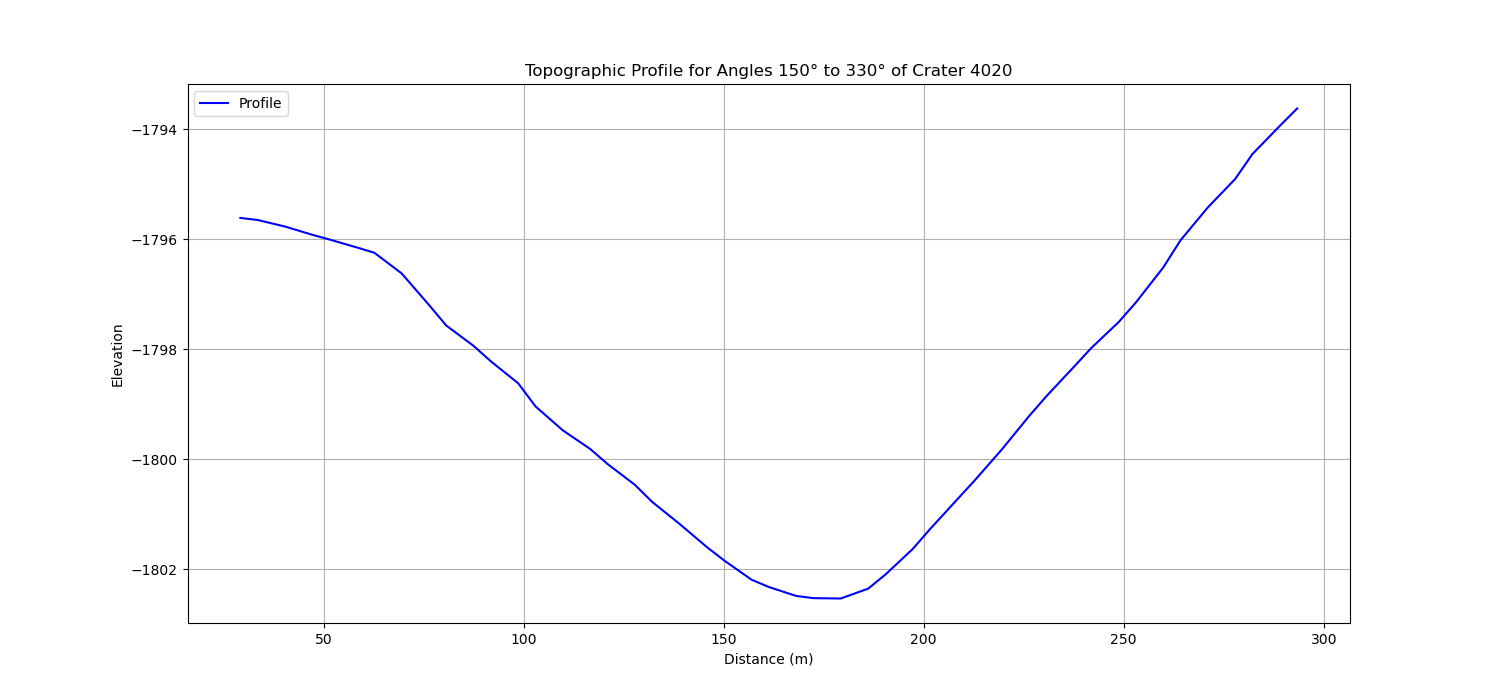 Topographic Profile for Angles 150° to 330° of Crater 4020
Profile
−1794
−1796
−1798
−1800
−1802
Elevation
50 100 150 200 250 300
Distance (m)